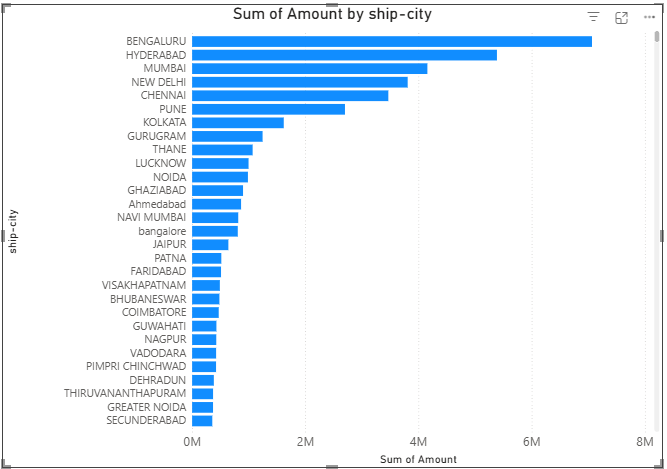 Sum of Amount by ship-city
BENGALURU
HYDERABAD
MUMBAI
NEW DELHI
CHENNAI
PUNE
KOLKATA
GURUGRAM
THANE
LUCKNOW
NOIDA
GHAZIABAD
Ahmedabad
NAVI MUMBAI
bangalore
JAIPUR
PATNA
FARIDABAD
VISAKHAPATNAM
BHUBANESWAR
COIMBATORE
GUWAHATI
NAGPUR
VADODARA
PIMPRI CHINCHWAD
DEHRADUN
THIRUVANANTHAPURAM
GREATER NOIDA
SECUNDERABAD
ship-city
0M 2M 4M 6M 8M
Sum of Amount